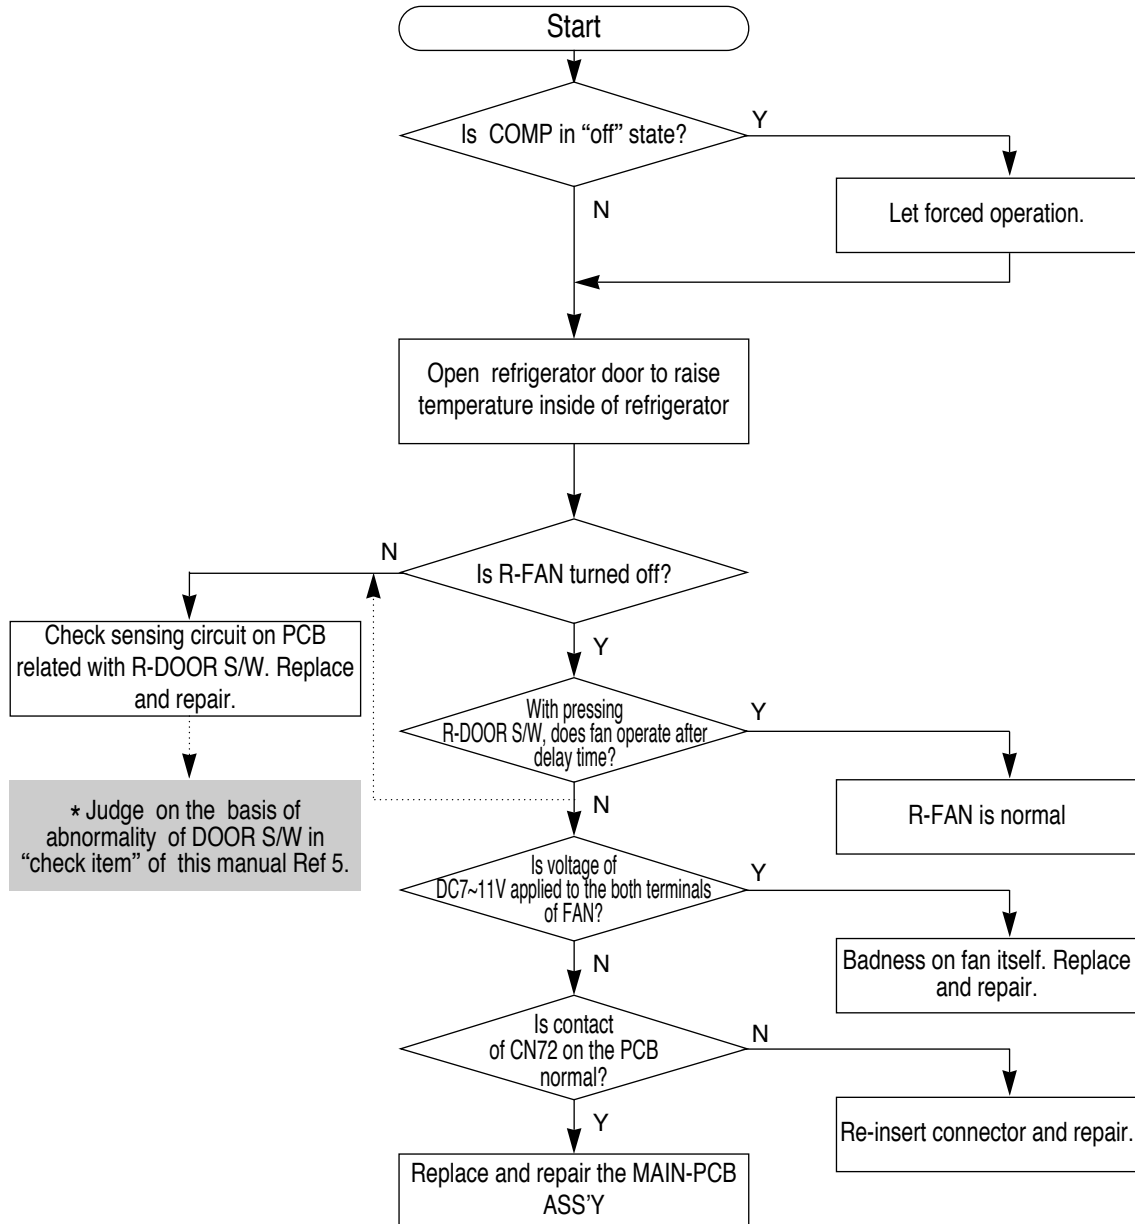 Start
Is COMP in “off” state?
Y
N
Let forced operation.
Open refrigerator door to raise
temperature inside of refrigerator
N
Is R-FAN turned off?
Y
Check sensing circuit on PCB
related with R-DOOR S/W. Replace
and repair.
With pressing
R-DOOR S/W, does fan operate after
delay time?
Y
N
* Judge on the basis of
abnormality of DOOR S/W in
“check item” of this manual Ref 5.
R-FAN is normal
Is voltage of
DC7~11V applied to the both terminals
of FAN?
Y
N
Badness on fan itself. Replace
and repair.
Is contact
of CN72 on the PCB
normal?
N
Y
Re-insert connector and repair.
Replace and repair the MAIN-PCB
ASS’Y